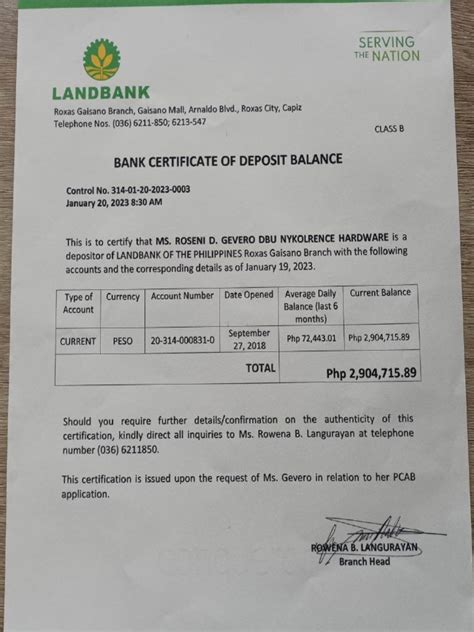 SERVING
THE NATION
LANDBANK
Roxas Gaisano Branch, Gaisano Mall, Arnaldo Blvd., Roxas City, Capiz
Telephone Nos. (036) 6211-850; 6213-547
CLASS B
BANK CERTIFICATE OF DEPOSIT BALANCE
Control No. 314-01-20-2023-0003
January 20, 2023 8:30 AM
This is to certify that MS. ROSENI D. GEVERO DBU NYKOLRENCE HARDWARE is a
depositor of LANDBANK OF THE PHILIPPINES Roxas Gaisano Branch with the following
accounts and the corresponding details as of January 19, 2023.
Type of Account Currency Account Number Date Opened Average Daily Balance (last 6 months) Current Balance
CURRENT PESO 20-314-000831-0 September 27, 2018 Php 72,443.01 Php 2,904,715.89
TOTAL Php 2,904,715.89
Should you require further details/confirmation on the authenticity of this
certification, kindly direct all inquiries to Ms. Rowena B. Langurayan at telephone
number (036) 6211850.
This certification is issued upon the request of Ms. Gevero in relation to her PCAB
application.
ROWENA B. LANGURAYAN
Branch Head